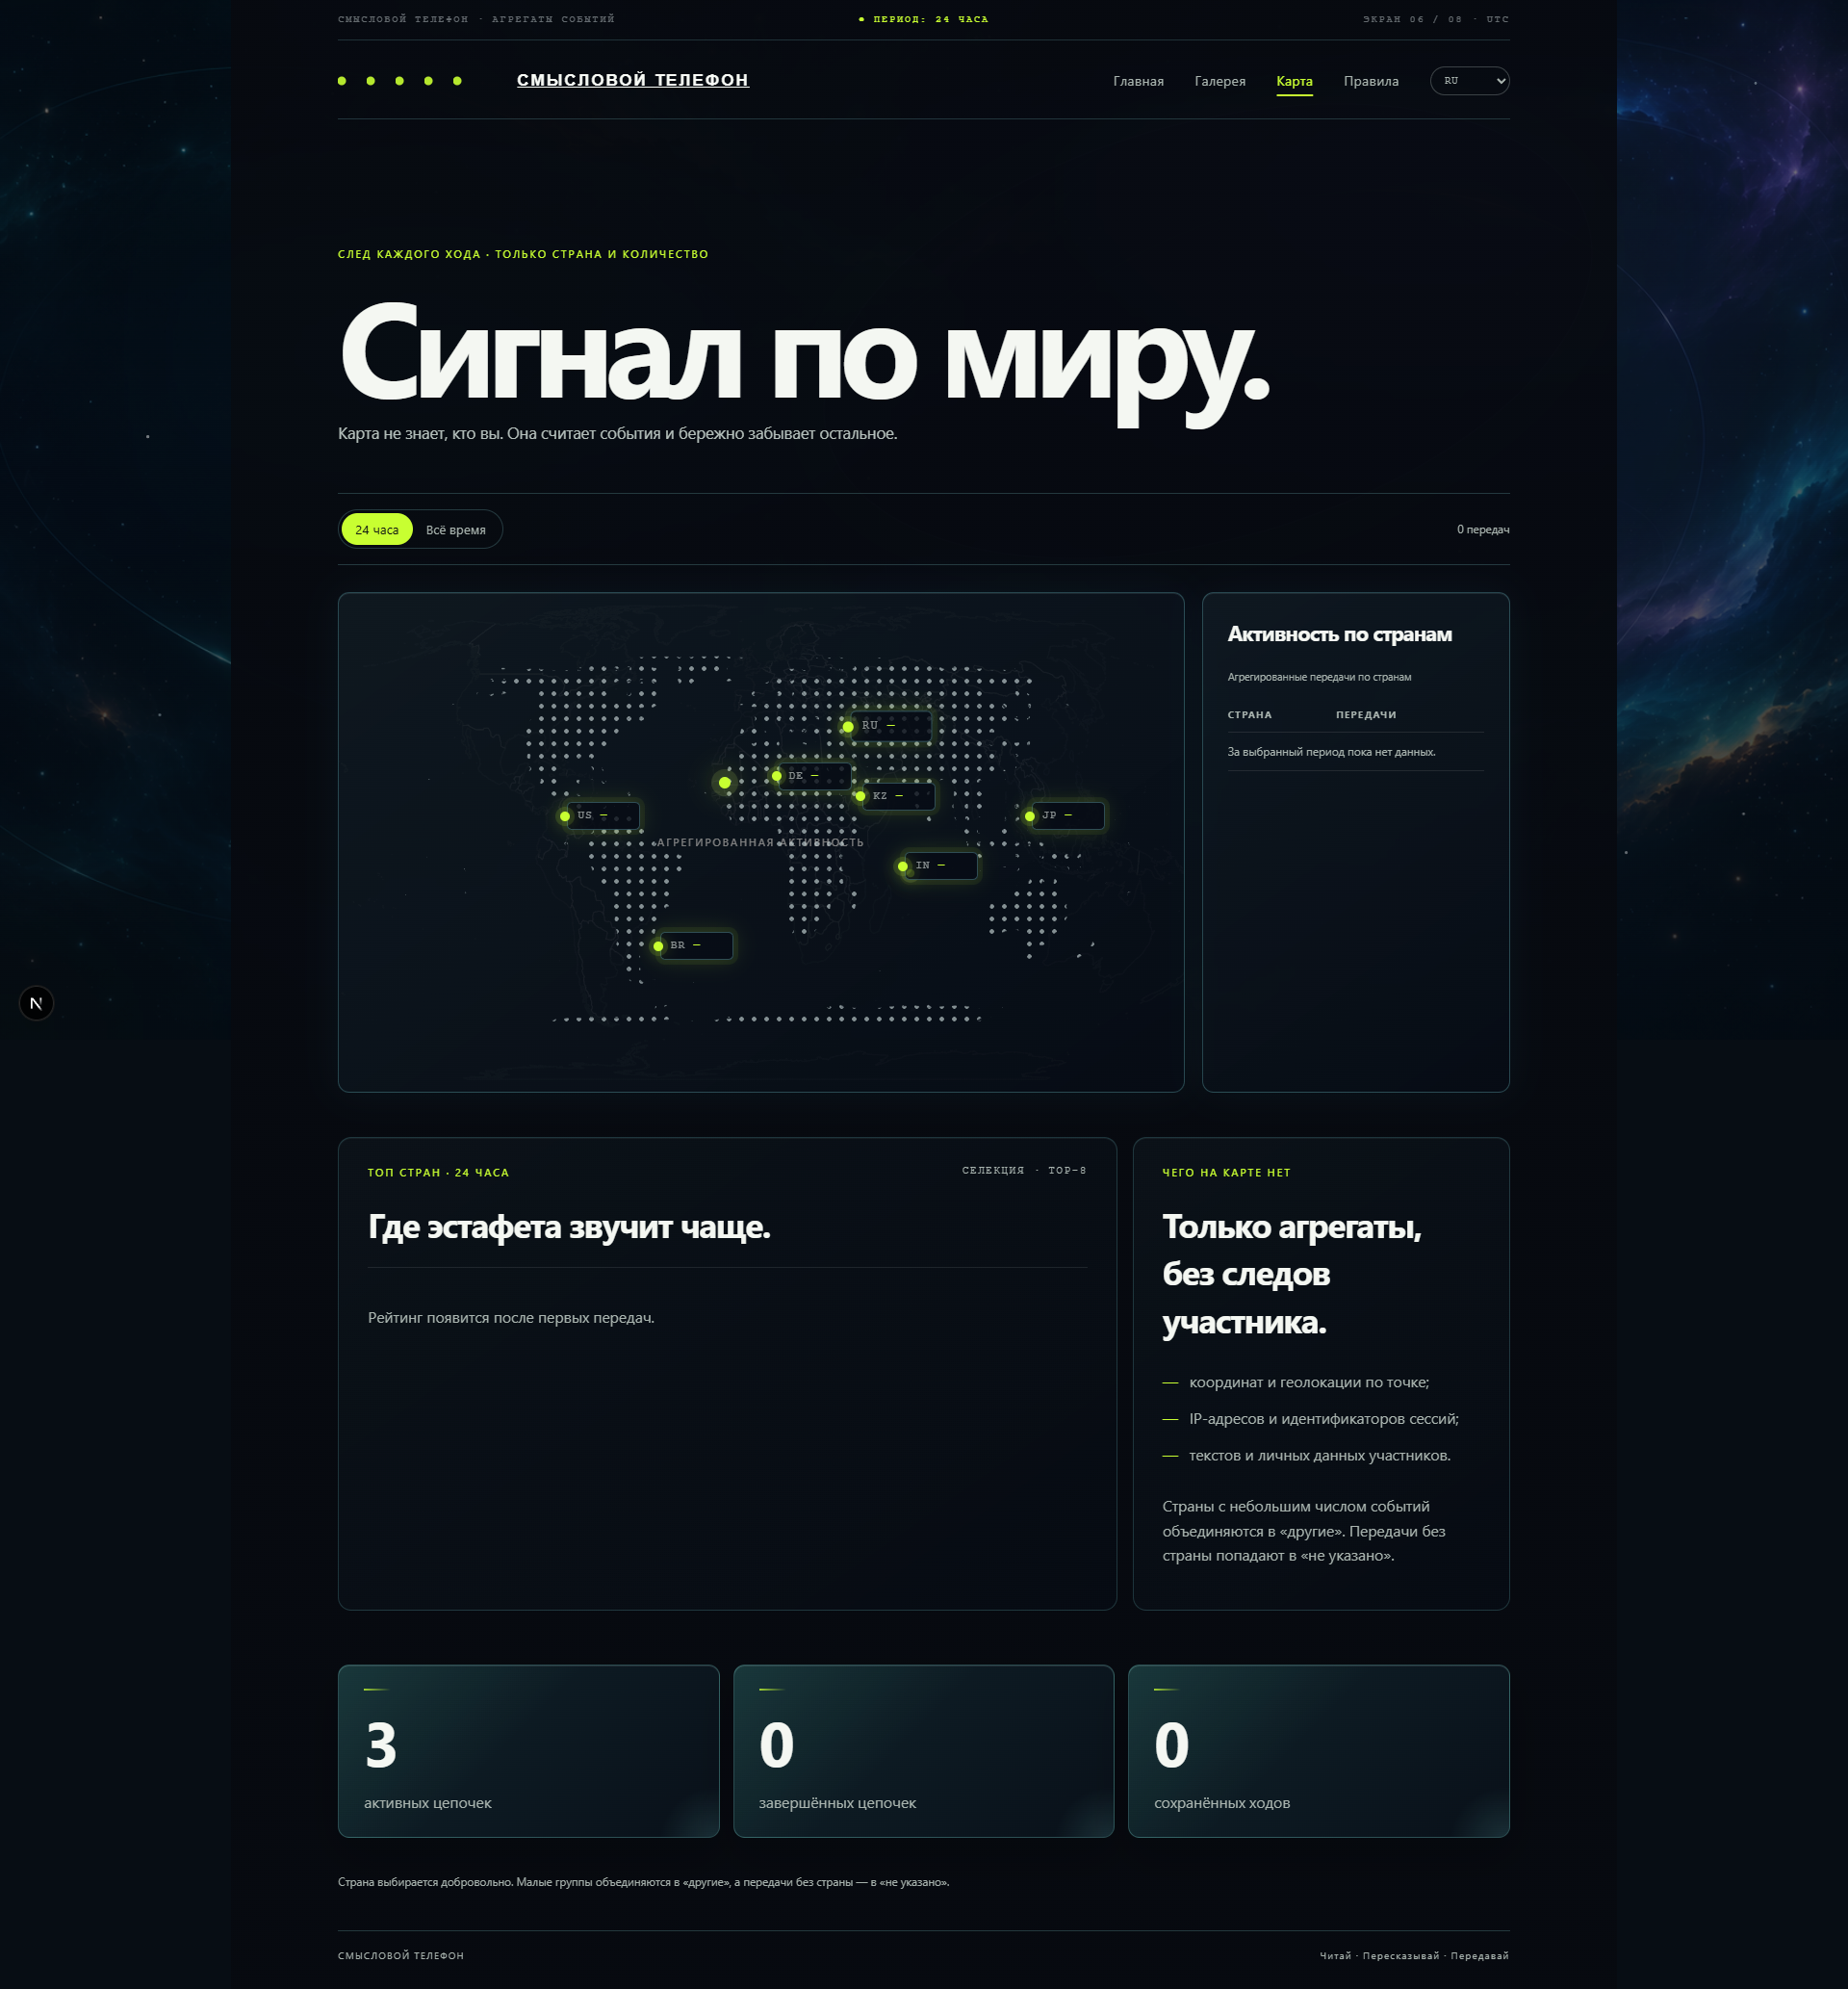 СМЫСЛОВОЙ ТЕЛЕФОН · АГРЕГАТЫ СОБЫТИЙ
● ПЕРИОД: 24 ЧАСА
ЭКРАН 06 / 08 · UTC
СМЫСЛОВОЙ ТЕЛЕФОН
Главная
Галерея
Карта
Правила
RU
СЛЕД КАЖДОГО ХОДА · ТОЛЬКО СТРАНА И КОЛИЧЕСТВО
Сигнал по миру.
Карта не знает, кто вы. Она считает события и бережно забывает остальное.
24 часа
Всё время
0 передач
RU —
DE —
KZ —
US —
JP —
АГРЕГИРОВАННАЯ АКТИВНОСТЬ
IN —
BR —
Активность по странам
Агрегированные передачи по странам
СТРАНА ПЕРЕДАЧИ
За выбранный период пока нет данных.
N
ТОП СТРАН · 24 ЧАСА
СЕЛЕКЦИЯ · TOP-8
Где эстафета звучит чаще.
Рейтинг появится после первых передач.
ЧЕГО НА КАРТЕ НЕТ
Только агрегаты,
без следов
участника.
— координат и геолокации по точке;
— IP-адресов и идентификаторов сессий;
— текстов и личных данных участников.
Страны с небольшим числом событий
объединяются в «другие». Передачи без
страны попадают в «не указано».
3
активных цепочек
0
завершённых цепочек
0
сохранённых ходов
Страна выбирается добровольно. Малые группы объединяются в «другие», а передачи без страны — в «не указано».
СМЫСЛОВОЙ ТЕЛЕФОН
Читай · Пересказывай · Передавай